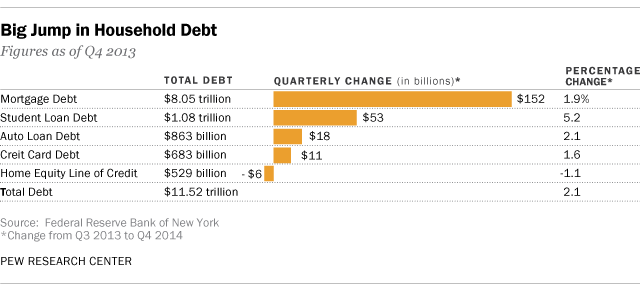 Big Jump in Household Debt
Figures as of Q4 2013
TOTAL DEBT QUARTERLY CHANGE (in billions)* PERCENTAGE CHANGE*
Mortgage Debt $8.05 trillion $152 1.9%
Student Loan Debt $1.08 trillion $53 5.2
Auto Loan Debt $863 billion $18 2.1
Creit Card Debt $683 billion $11 1.6
Home Equity Line of Credit $529 billion - $6 -1.1
Total Debt $11.52 trillion 2.1
Source: Federal Reserve Bank of New York
*Change from Q3 2013 to Q4 2014
PEW RESEARCH CENTER